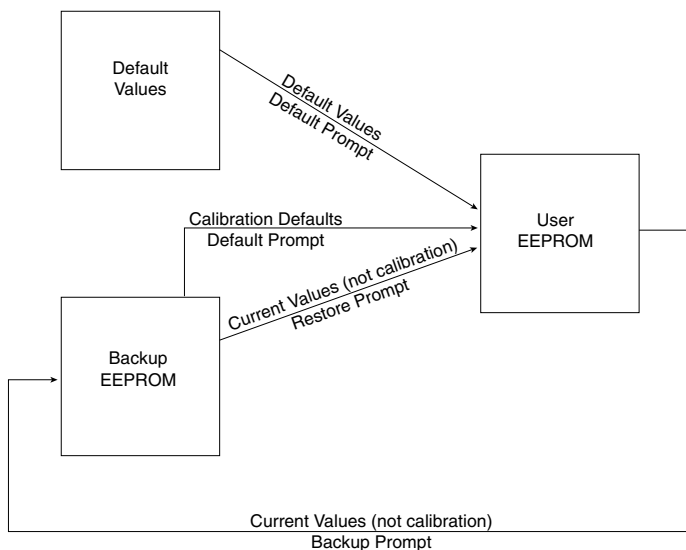 Default
Values
Default Values
Default Prompt
User
EEPROM
Calibration Defaults
Default Prompt
Current Values (not calibration)
Restore Prompt
Backup
EEPROM
Current Values (not calibration)
Backup Prompt